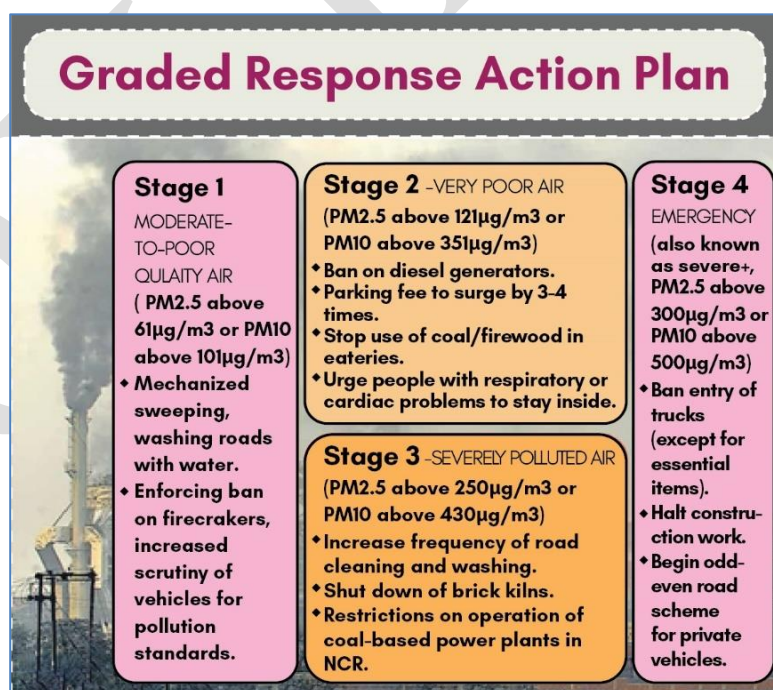 Graded Response Action Plan
Stage 1
MODERATE-
TO-POOR
QULAITY AIR
( PM2.5 above
61µg/m3 or PM10
above 101µg/m3)
◆ Mechanized
sweeping,
washing roads
with water.
◆ Enforcing ban
on firecrakers,
increased
scrutiny of
vehicles for
pollution
standards.
Stage 2 -VERY POOR AIR
(PM2.5 above 121µg/m3 or
PM10 above 351µg/m3)
◆ Ban on diesel generators.
◆ Parking fee to surge by 3-4
times.
◆ Stop use of coal/firewood in
eateries.
◆ Urge people with respiratory or
cardiac problems to stay inside.
Stage 3 -SEVERELY POLLUTED AIR
(PM2.5 above 250µg/m3 or
PM10 above 430µg/m3)
◆ Increase frequency of road
cleaning and washing.
◆ Shut down of brick kilns.
◆ Restrictions on operation of
coal-based power plants in
NCR.
Stage 4
EMERGENCY
(also known
as severe+,
PM2.5 above
300µg/m3 or
PM10 above
500µg/m3)
◆ Ban entry of
trucks
(except for
essential
items).
◆ Halt constru-
ction work.
◆ Begin odd-
even road
scheme
for private
vehicles.